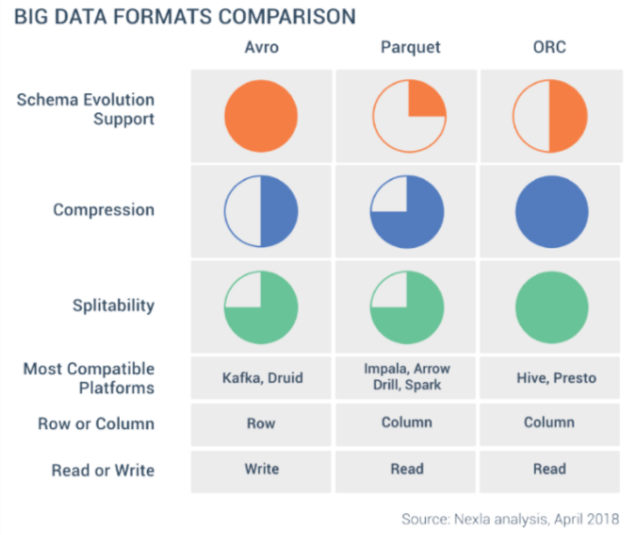 BIG DATA FORMATS COMPARISON
Avro Parquet ORC
Schema Evolution
Support
Compression
Splitability
Most Compatible
Platforms
Kafka, Druid
Impala, Arrow
Drill, Spark
Hive, Presto
Row or Column
Row
Column
Column
Read or Write
Write
Read
Read
Source: Nexla analysis, April 2018